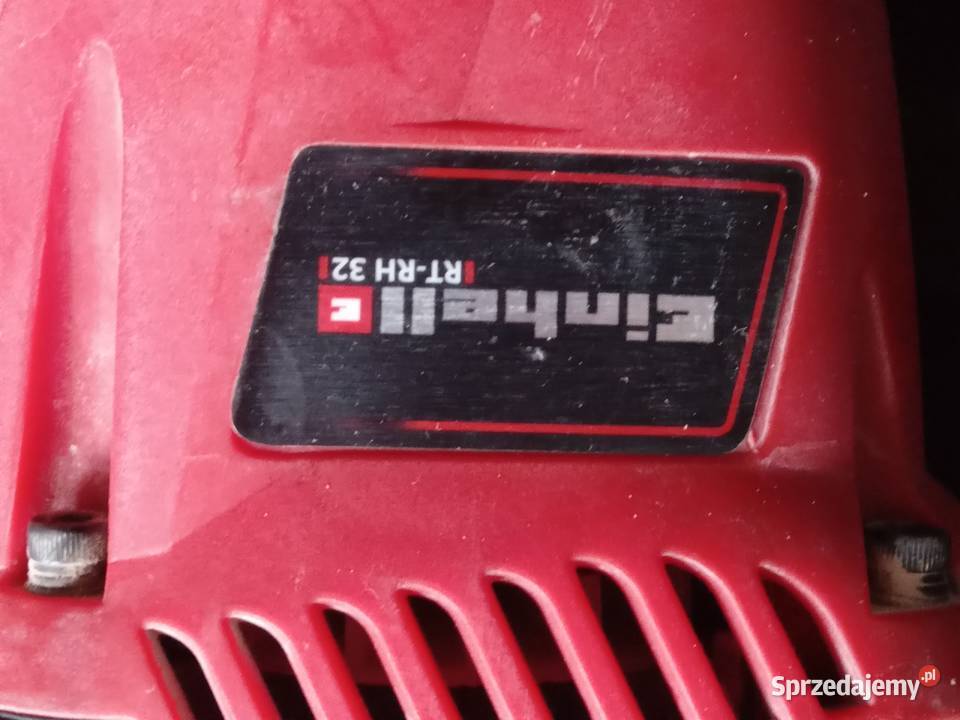 Einhell
RT-RH 32
Sprzedajemy.pl